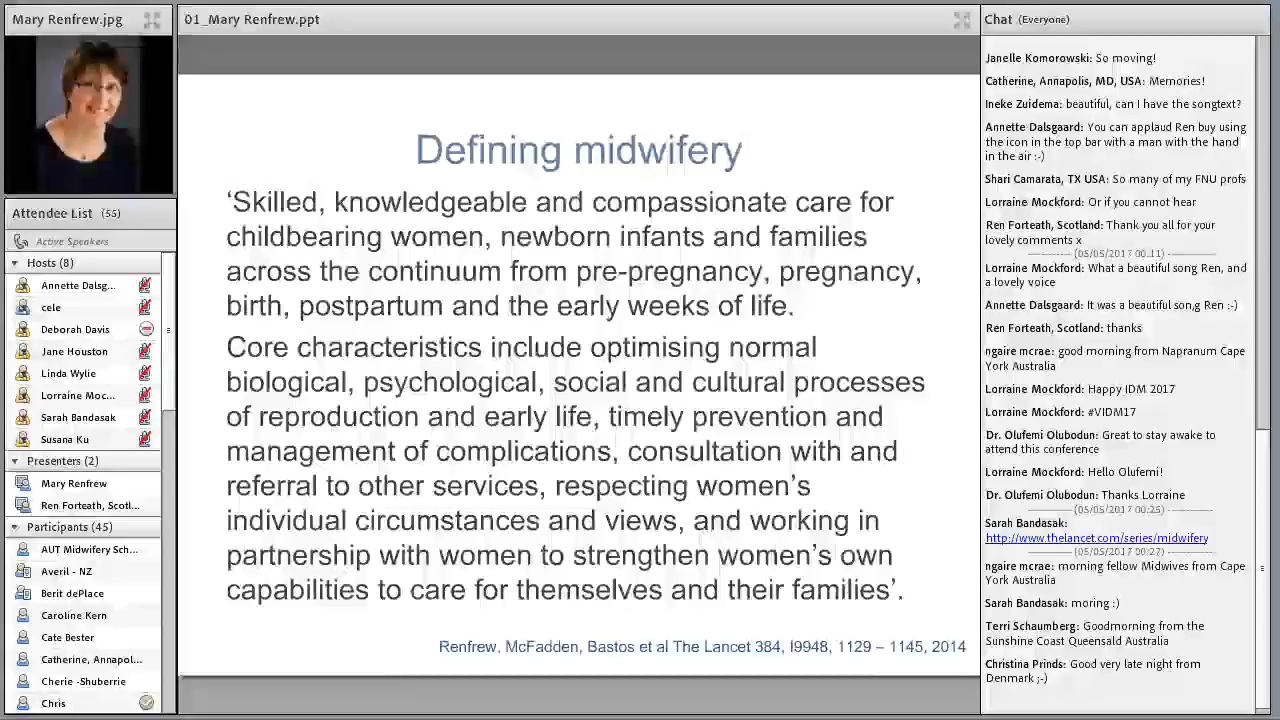 Mary Renfrew.jpg
Attendee List (55)
Active Speakers
Hosts (8)
Annette Dalsg...
cele
Deborah Davis
Jane Houston
Linda Wylie
Lorraine Moc...
Sarah Bandasak
Susana Ku
Presenters (2)
Mary Renfrew
Ren Forteath, Scotl...
Participants (45)
AUT Midwifery Sch...
Averil - NZ
Berit dePlace
Caroline Kern
Cate Bester
Catherine, Annapol...
Cherie -Shuberrie
Chris
01_Mary Renfrew.ppt
Defining midwifery
‘Skilled, knowledgeable and compassionate care for
childbearing women, newborn infants and families
across the continuum from pre-pregnancy, pregnancy,
birth, postpartum and the early weeks of life.
Core characteristics include optimising normal
biological, psychological, social and cultural processes
of reproduction and early life, timely prevention and
management of complications, consultation with and
referral to other services, respecting women’s
individual circumstances and views, and working in
partnership with women to strengthen women’s own
capabilities to care for themselves and their families’.
Renfrew, McFadden, Bastos et al The Lancet 384, I9948, 1129 – 1145, 2014
Chat (Everyone)
Janelle Komorowski: So moving!
Catherine, Annapolis, MD, USA: Memories!
Ineke Zuidema: beautiful, can I have the songtext?
Annette Dalsgaard: You can applaud Ren buy using
the icon in the top bar with a man with the hand
in the air :-)
Shari Camarata, TX USA: So many of my FNU profs
Lorraine Mockford: Or if you cannot hear
Ren Forteath, Scotland: Thank you all for your
lovely comments x
(05/05/2017 00:11)
Lorraine Mockford: What a beautiful song Ren, and
a lovely voice
Annette Dalsgaard: It was a beautiful son,g Ren :-)
Ren Forteath, Scotland: thanks
ngaire mcrae: good morning from Napranum Cape
York Australia
Lorraine Mockford: Happy IDM 2017
Lorraine Mockford: #VIDM17
Dr. Olufemi Olubodun: Great to stay awake to
attend this conference
Lorraine Mockford: Hello Olufemi!
Dr. Olufemi Olubodun: Thanks Lorraine
(05/05/2017 00:25)
Sarah Bandasak:
http://www.thelancet.com/series/midwifery
(05/05/2017 00:27)
ngaire mcrae: morning fellow Midwives from Cape
York Australia
Sarah Bandasak: moring :)
Terri Schaumberg: Goodmorning from the
Sunshine Coast Queensald Australia
Christina Prinds: Good very late night from
Denmark ;-)